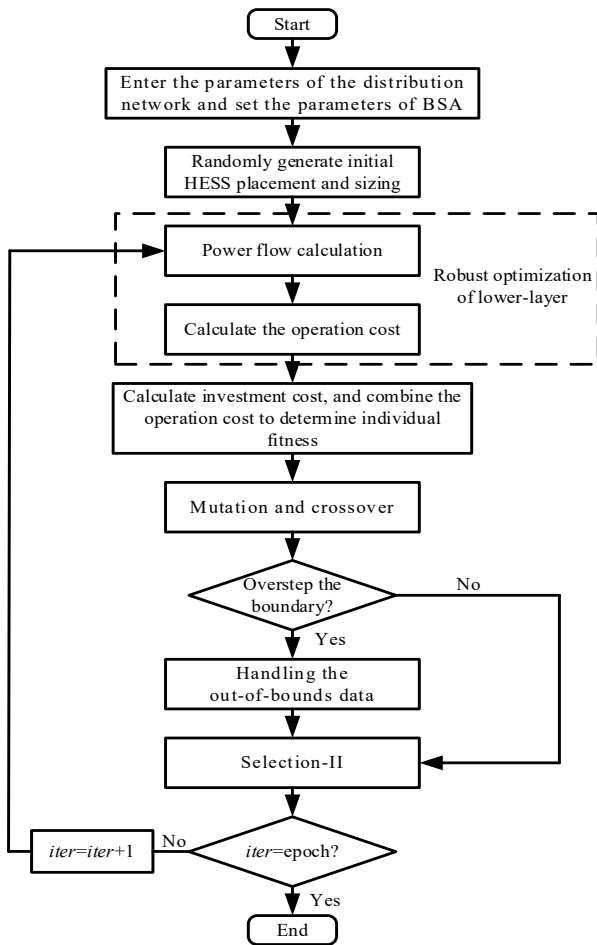 Start
Enter the parameters of the distribution
network and set the parameters of BSA
Randomly generate initial
HESS placement and sizing
Power flow calculation
Robust optimization
of lower-layer
Calculate the operation cost
Calculate investment cost, and combine the
operation cost to determine individual
fitness
Mutation and crossover
Overstep the
boundary?
No
Yes
Handling the
out-of-bounds data
Selection-II
iter=iter+1
No
iter=epoch?
Yes
End